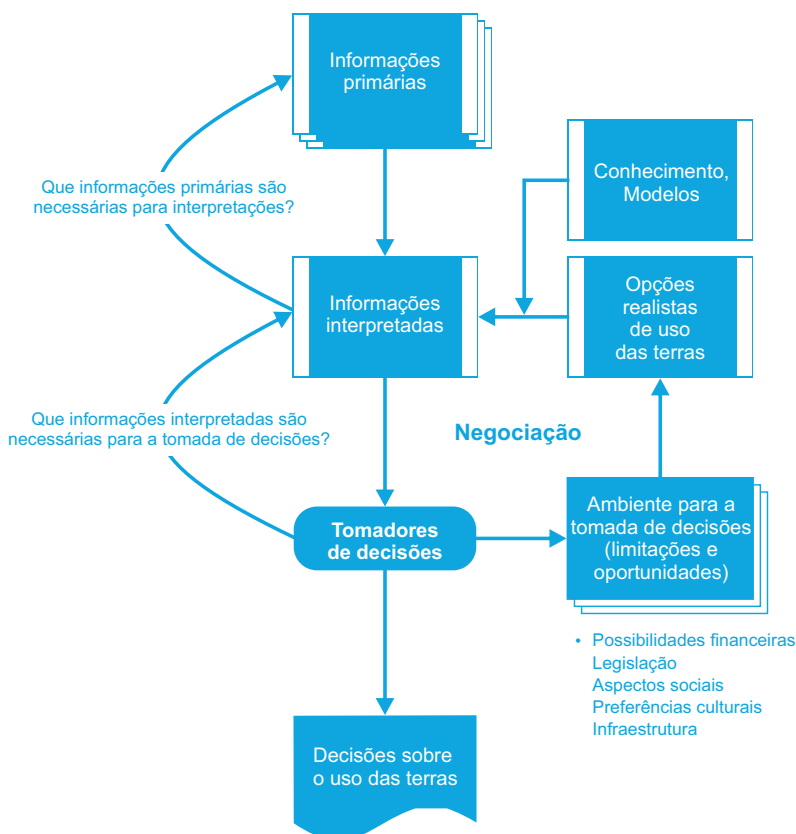 Informações
primárias
Conhecimento,
Modelos
Que informações primárias são
necessárias para interpretações?
Informações
interpretadas
Opções
realistas
de uso
das terras
Que informações interpretadas são
necessárias para a tomada de decisões?
Negociação
Tomadores
de decisões
Ambiente para a
tomada de decisões
(limitações e
oportunidades)
• Possibilidades financeiras
Legislação
Aspectos sociais
Preferências culturais
Infraestrutura
Decisões sobre
o uso das terras